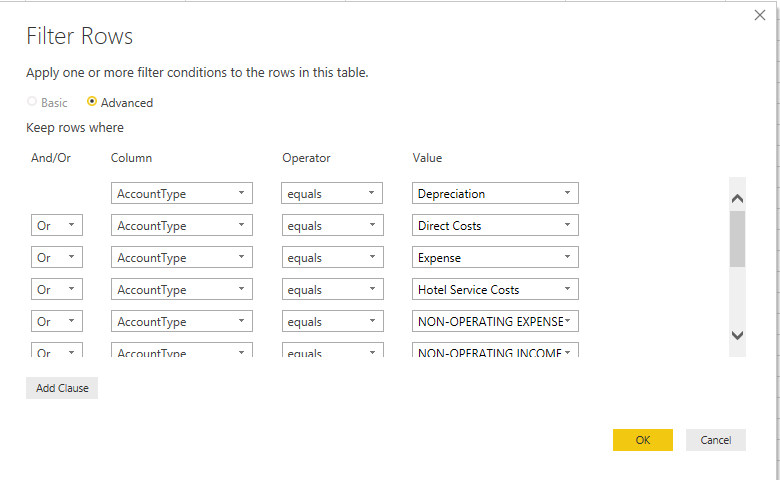 Filter Rows
Apply one or more filter conditions to the rows in this table.
Basic Advanced
Keep rows where
And/Or Column Operator Value
AccountType equals Depreciation
Or AccountType equals Direct Costs
Or AccountType equals Expense
Or AccountType equals Hotel Service Costs
Or AccountType equals NON-OPERATING EXPENSE
Or AccountType equals NON-OPERATING INCOME
Add Clause
OK Cancel